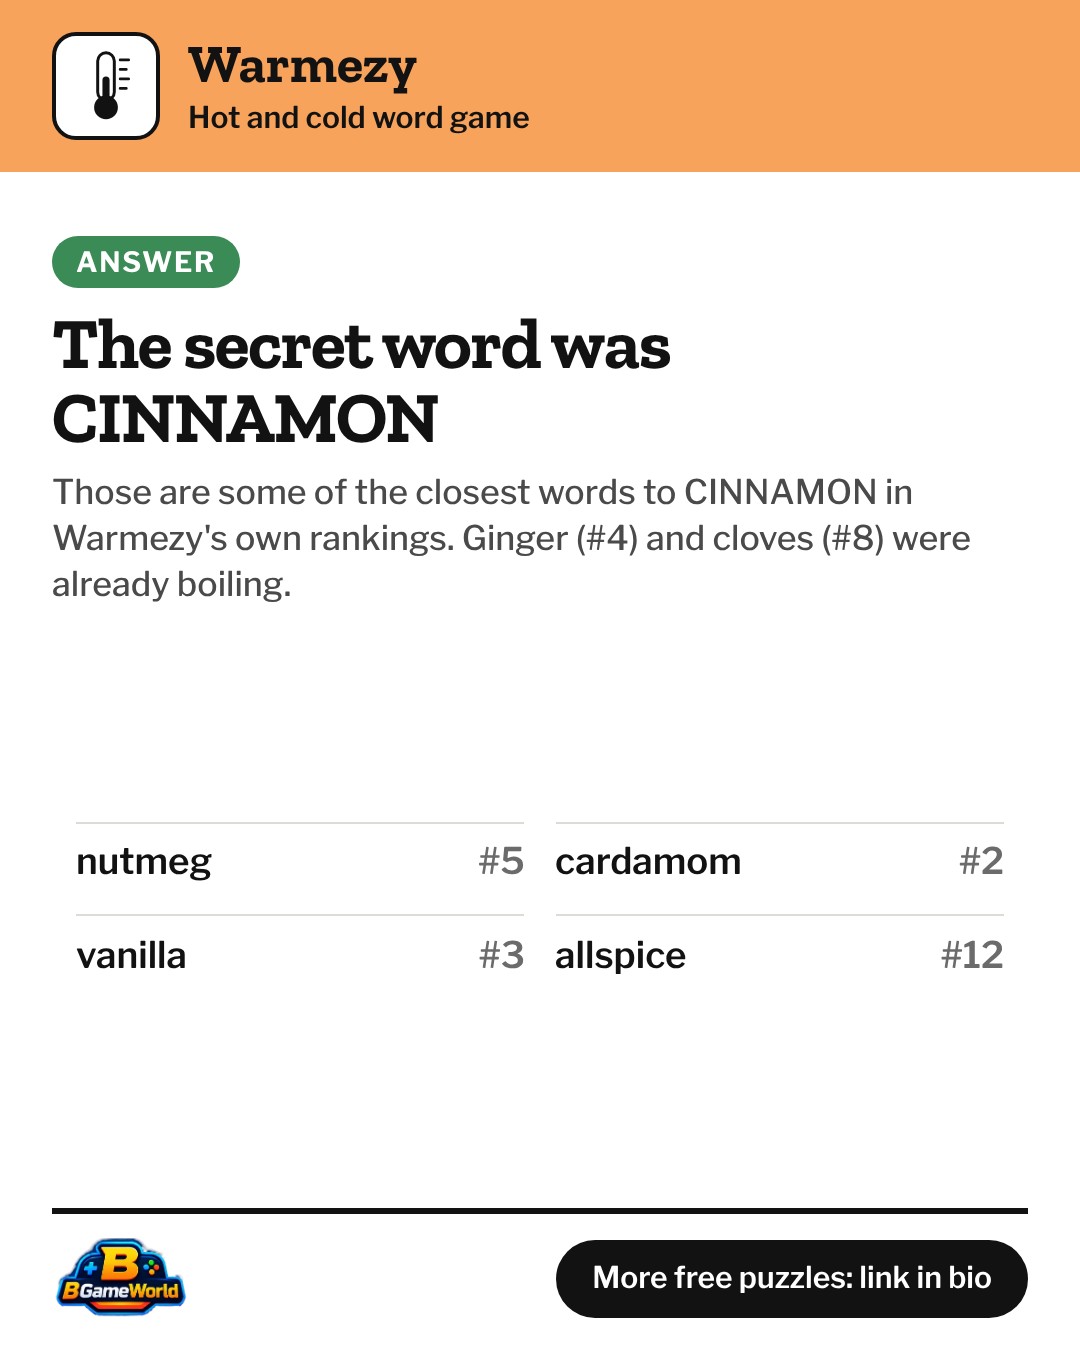 Warmezy
Hot and cold word game
ANSWER
The secret word was
CINNAMON
Those are some of the closest words to CINNAMON in
Warmezy's own rankings. Ginger (#4) and cloves (#8) were
already boiling.
nutmeg #5 cardamom #2
vanilla #3 allspice #12
B
BGameWorld
More free puzzles: link in bio